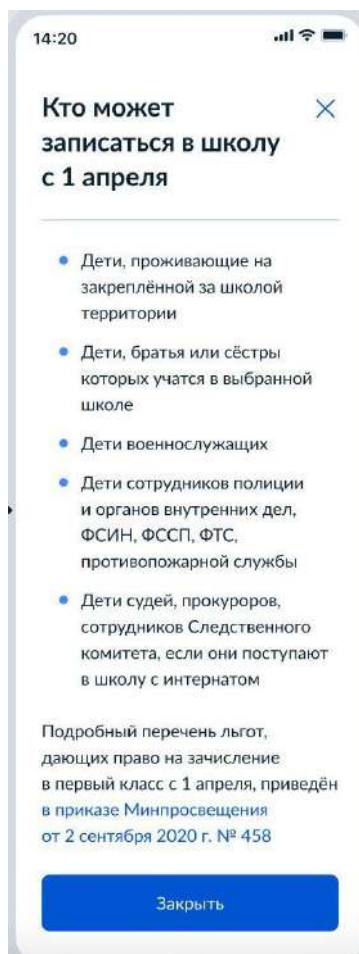 14:20
Кто может
записаться в школу
с 1 апреля
Дети, проживающие на
закреплённой за школой
территории
Дети, братья или сёстры
которых учатся в выбранной
школе
Дети военнослужащих
Дети сотрудников полиции
и органов внутренних дел,
ФСИН, ФССП, ФТС,
противопожарной службы
Дети судей, прокуроров,
сотрудников Следственного
комитета, если они поступают
в школу с интернатом
Подробный перечень льгот,
дающих право на зачисление
в первый класс с 1 апреля, приведён
в приказе Минпросвещения
от 2 сентября 2020 г. № 458
Закрыть